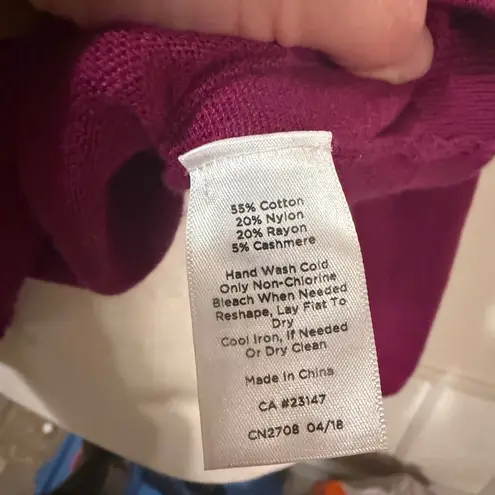 55% Cotton
20% Nylon
20% Rayon
5% Cashmere
Hand Wash Cold
Only Non-Chlorine
Bleach When Needed
Reshape, Lay Flat To
Dry
Cool Iron, If Needed
Or Dry Clean
Made in China
CA #23147
CN2708 04/18